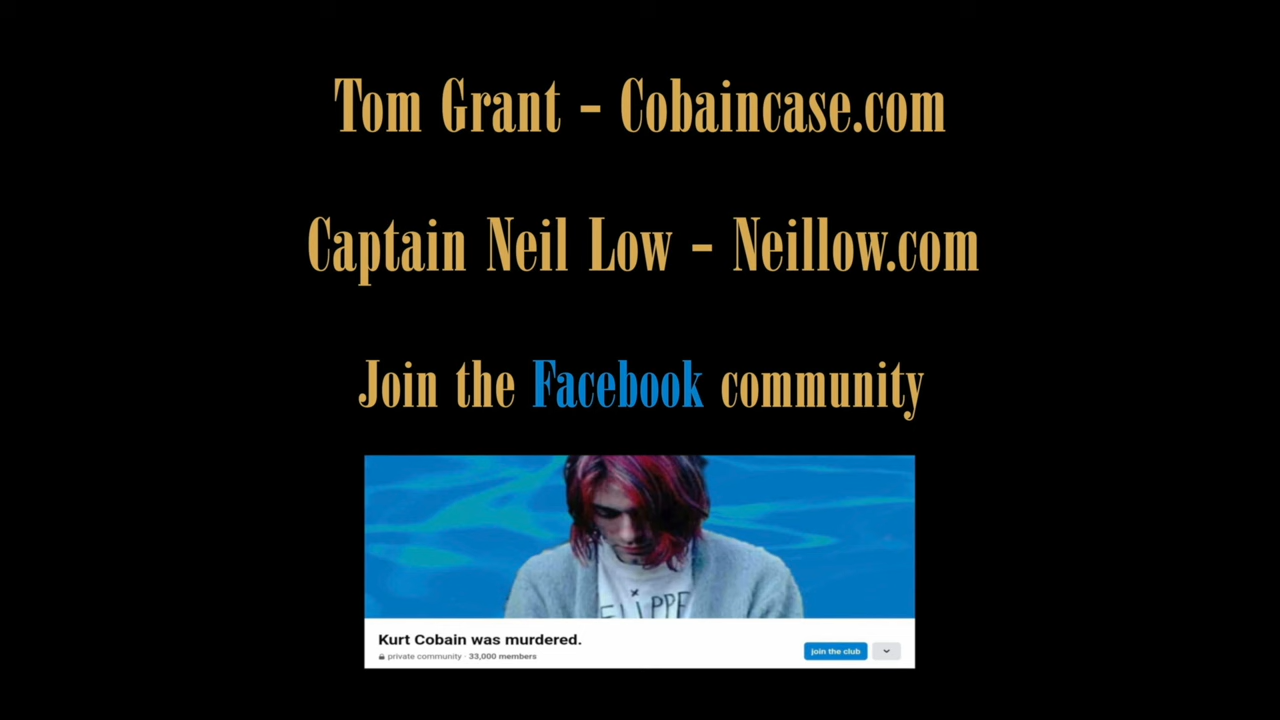 Tom Grant - Cobaincase.com
Captain Neil Low - Neillow.com
Join the Facebook community
FLIPPE
Kurt Cobain was murdered.
private community · 33,000 members
join the club